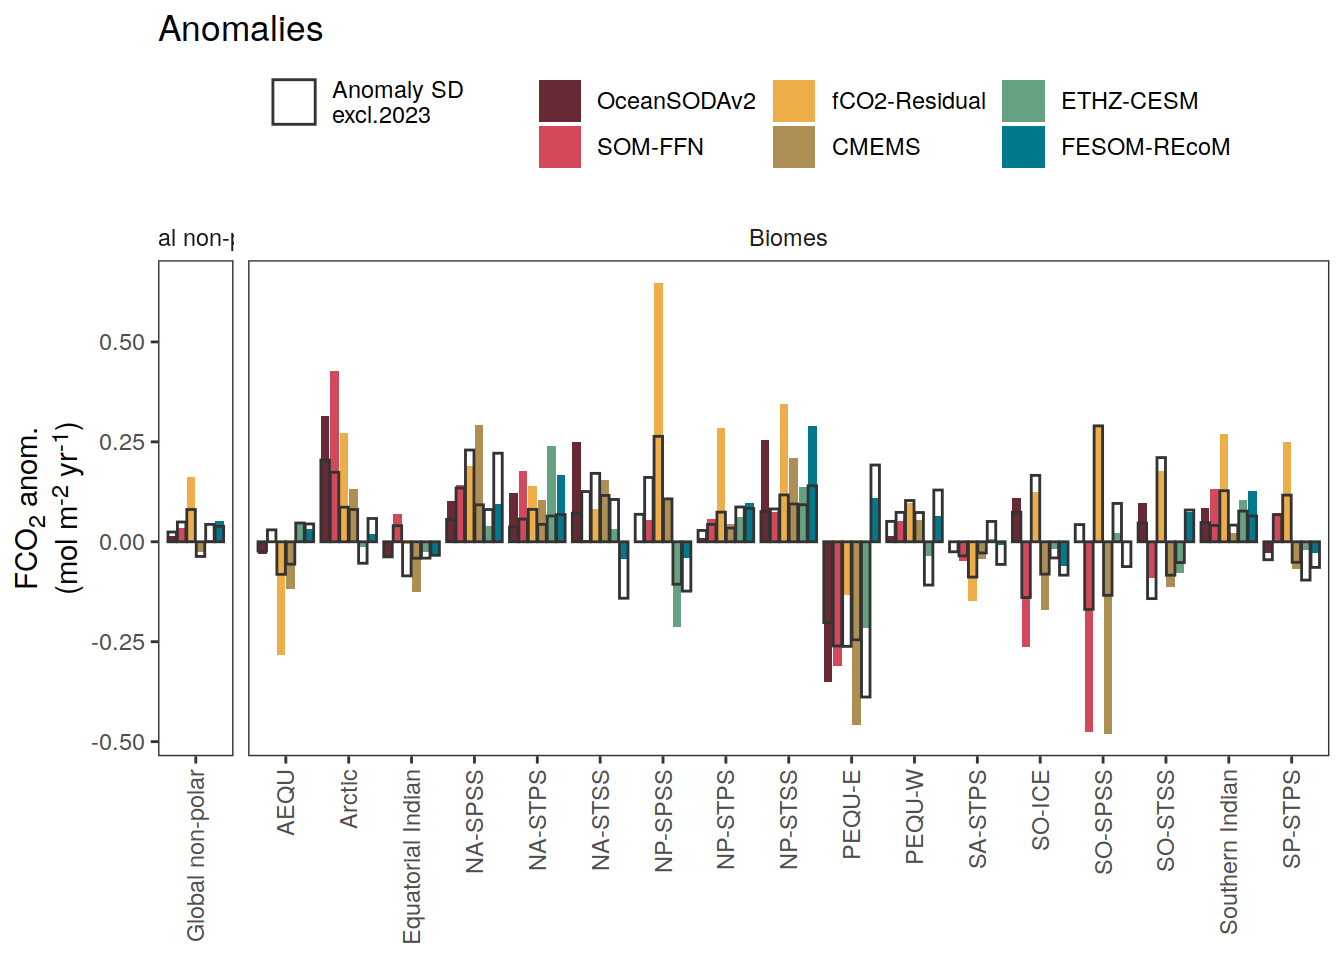 Anomalies
Anomaly SD
excl.2023
OceanSODAv2
fCO2-Residual
ETHZ-CESM
SOM-FFN
CMEMS
FESOM-REcoM
al non-
Biomes
FCO2 anom.
(mol m-2 yr-1)
0.50
0.25
0.00
-0.25
-0.50
Global non-polar
AEQU
Arctic
Equatorial Indian
NA-SPSS
NA-STPS
NA-STSS
NP-SPSS
NP-STPS
NP-STSS
PEQU-E
PEQU-W
SA-STPS
SO-ICE
SO-SPSS
SO-STSS
Southern Indian
SP-STPS